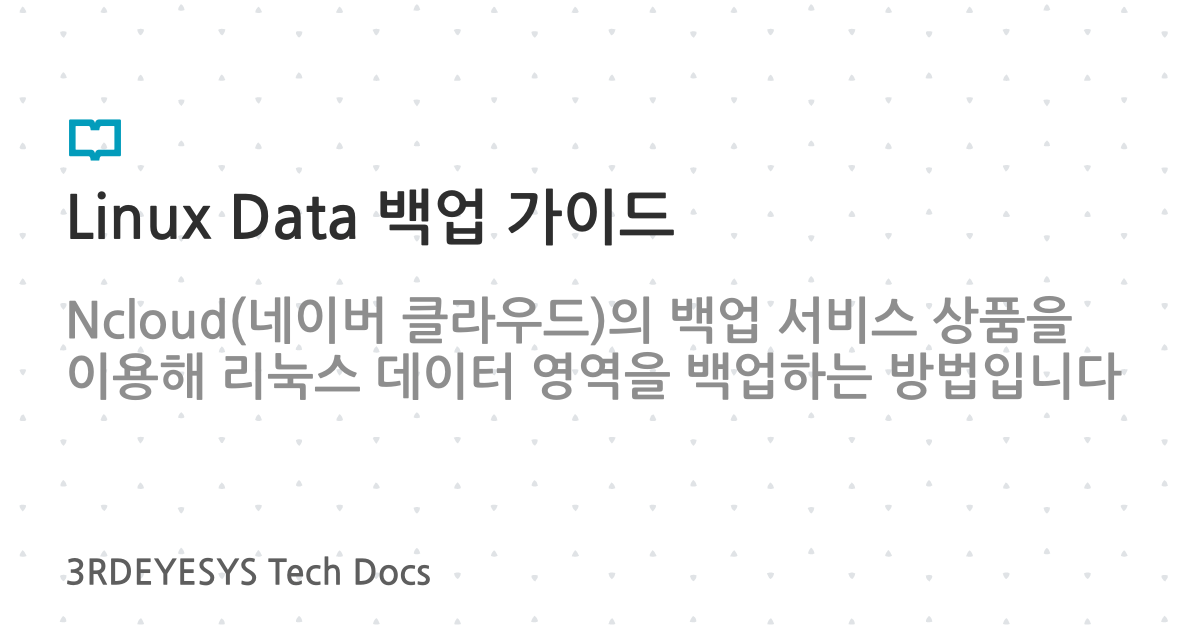 Linux Data 백업 가이드
Ncloud(네이버 클라우드)의 백업 서비스 상품을
이용해 리눅스 데이터 영역을 백업하는 방법입니다
3RDEYESYS Tech Docs